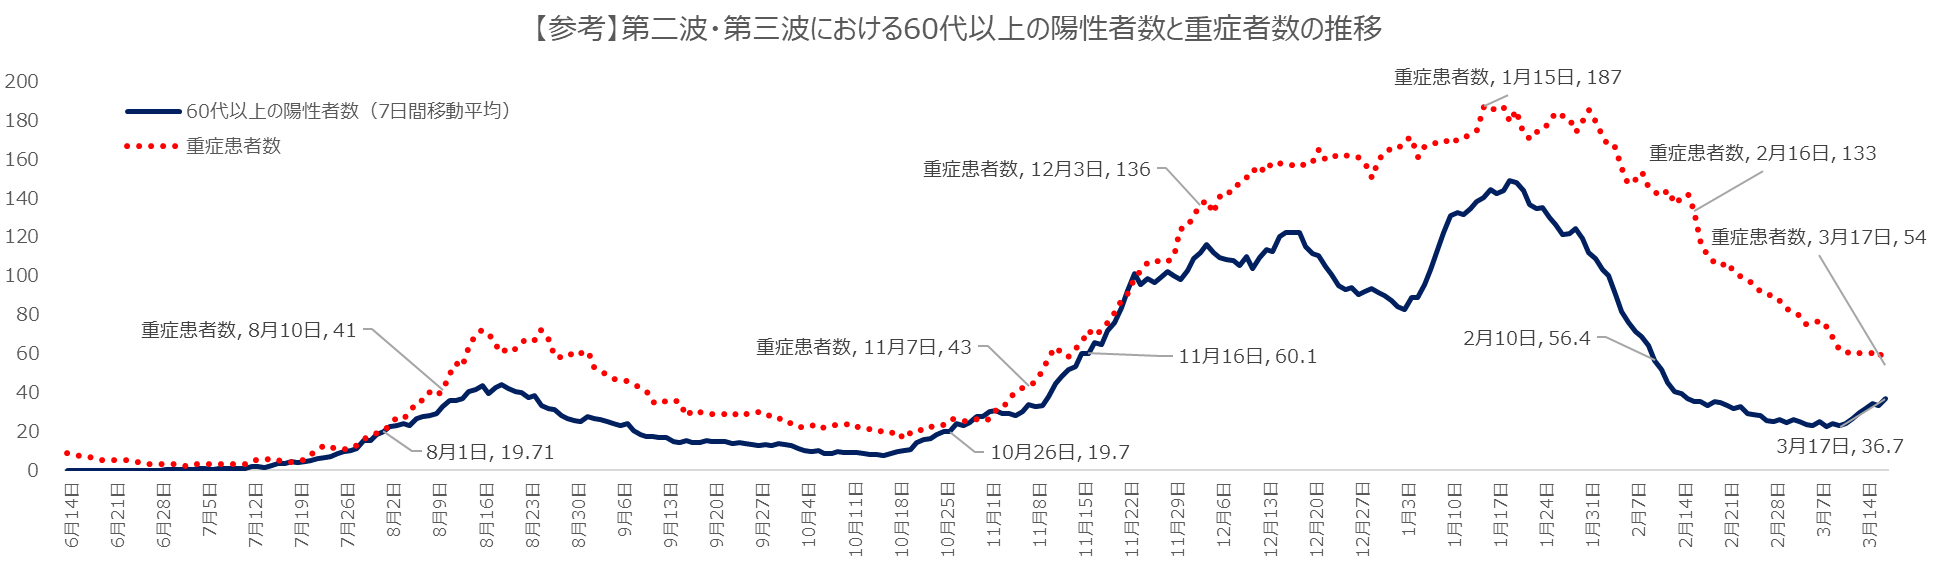 【参考】第二波・第三波における60代以上の陽性者数と重症者数の推移
200
180
160
140
120
100
80
60
40
20
0
60代以上の陽性者数（7日間移動平均）
重症患者数
重症患者数, 8月10日, 41
8月1日, 19.71
重症患者数, 11月7日, 43
10月26日, 19.7
11月16日, 60.1
重症患者数, 12月3日, 136
重症患者数, 1月15日, 187
重症患者数, 2月16日, 133
重症患者数, 3月17日, 54
2月10日, 56.4
3月17日, 36.7
6月14日
6月21日
6月28日
7月5日
7月12日
7月19日
7月26日
8月2日
8月9日
8月16日
8月23日
8月30日
9月6日
9月13日
9月20日
9月27日
10月4日
10月11日
10月18日
10月25日
11月1日
11月8日
11月15日
11月22日
11月29日
12月6日
12月13日
12月20日
12月27日
1月3日
1月10日
1月17日
1月24日
1月31日
2月7日
2月14日
2月21日
2月28日
3月7日
3月14日